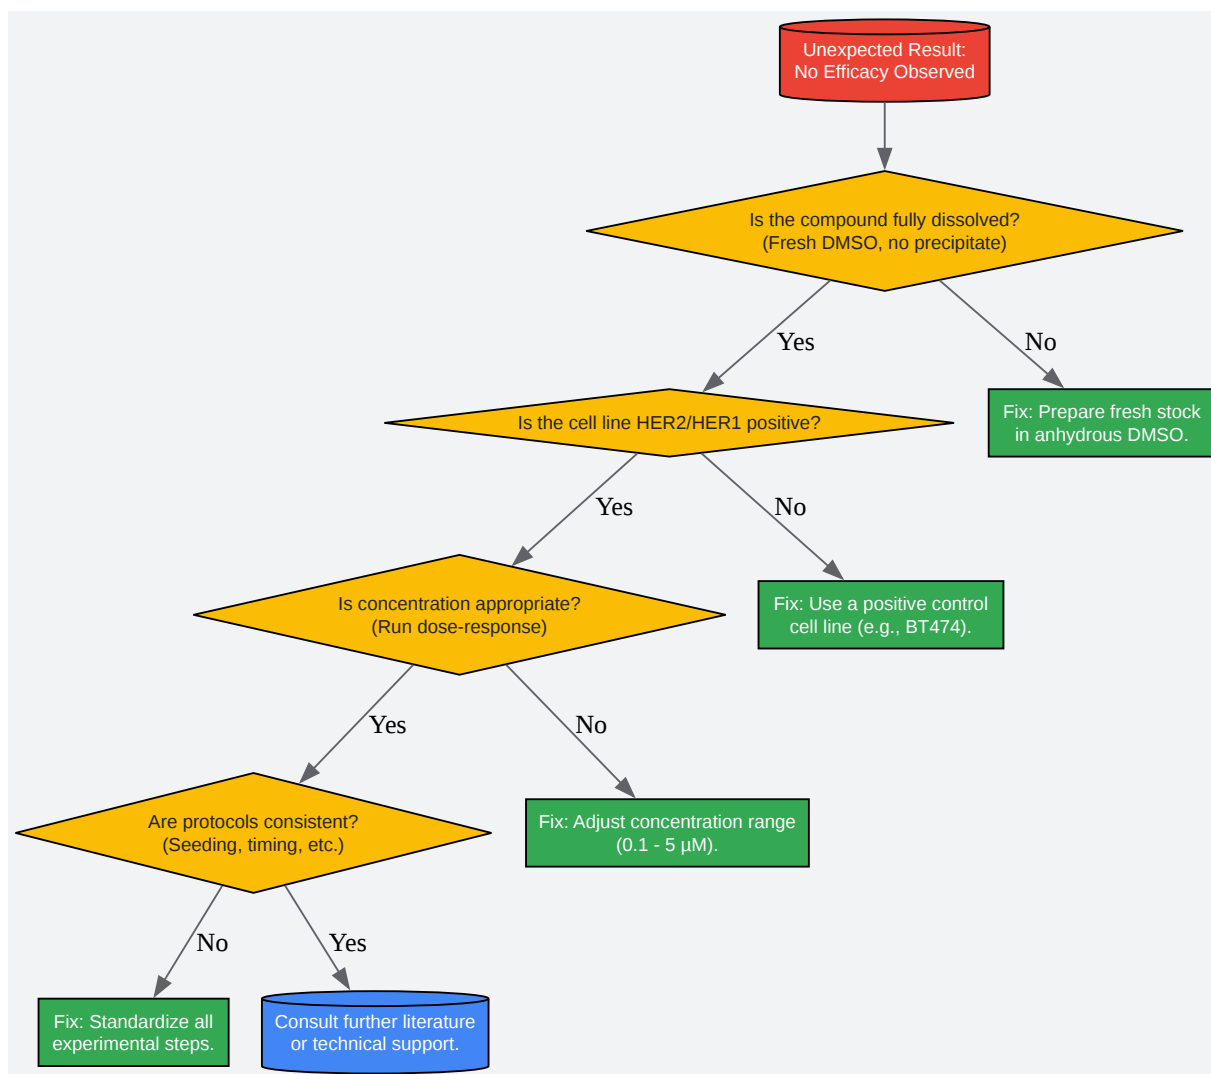 Unexpected Result:
No Efficacy Observed
Is the compound fully dissolved?
(Fresh DMSO, no precipitate)
Yes
No
Is the cell line HER2/HER1 positive?
Fix: Prepare fresh stock
in anhydrous DMSO.
Yes
No
Is concentration appropriate?
(Run dose-response)
Fix: Use a positive control
cell line (e.g., BT474).
Yes
No
Are protocols consistent?
(Seeding, timing, etc.)
Fix: Adjust concentration range
(0.1 - 5 µM).
No
Yes
Fix: Standardize all
experimental steps.
Consult further literature
or technical support.